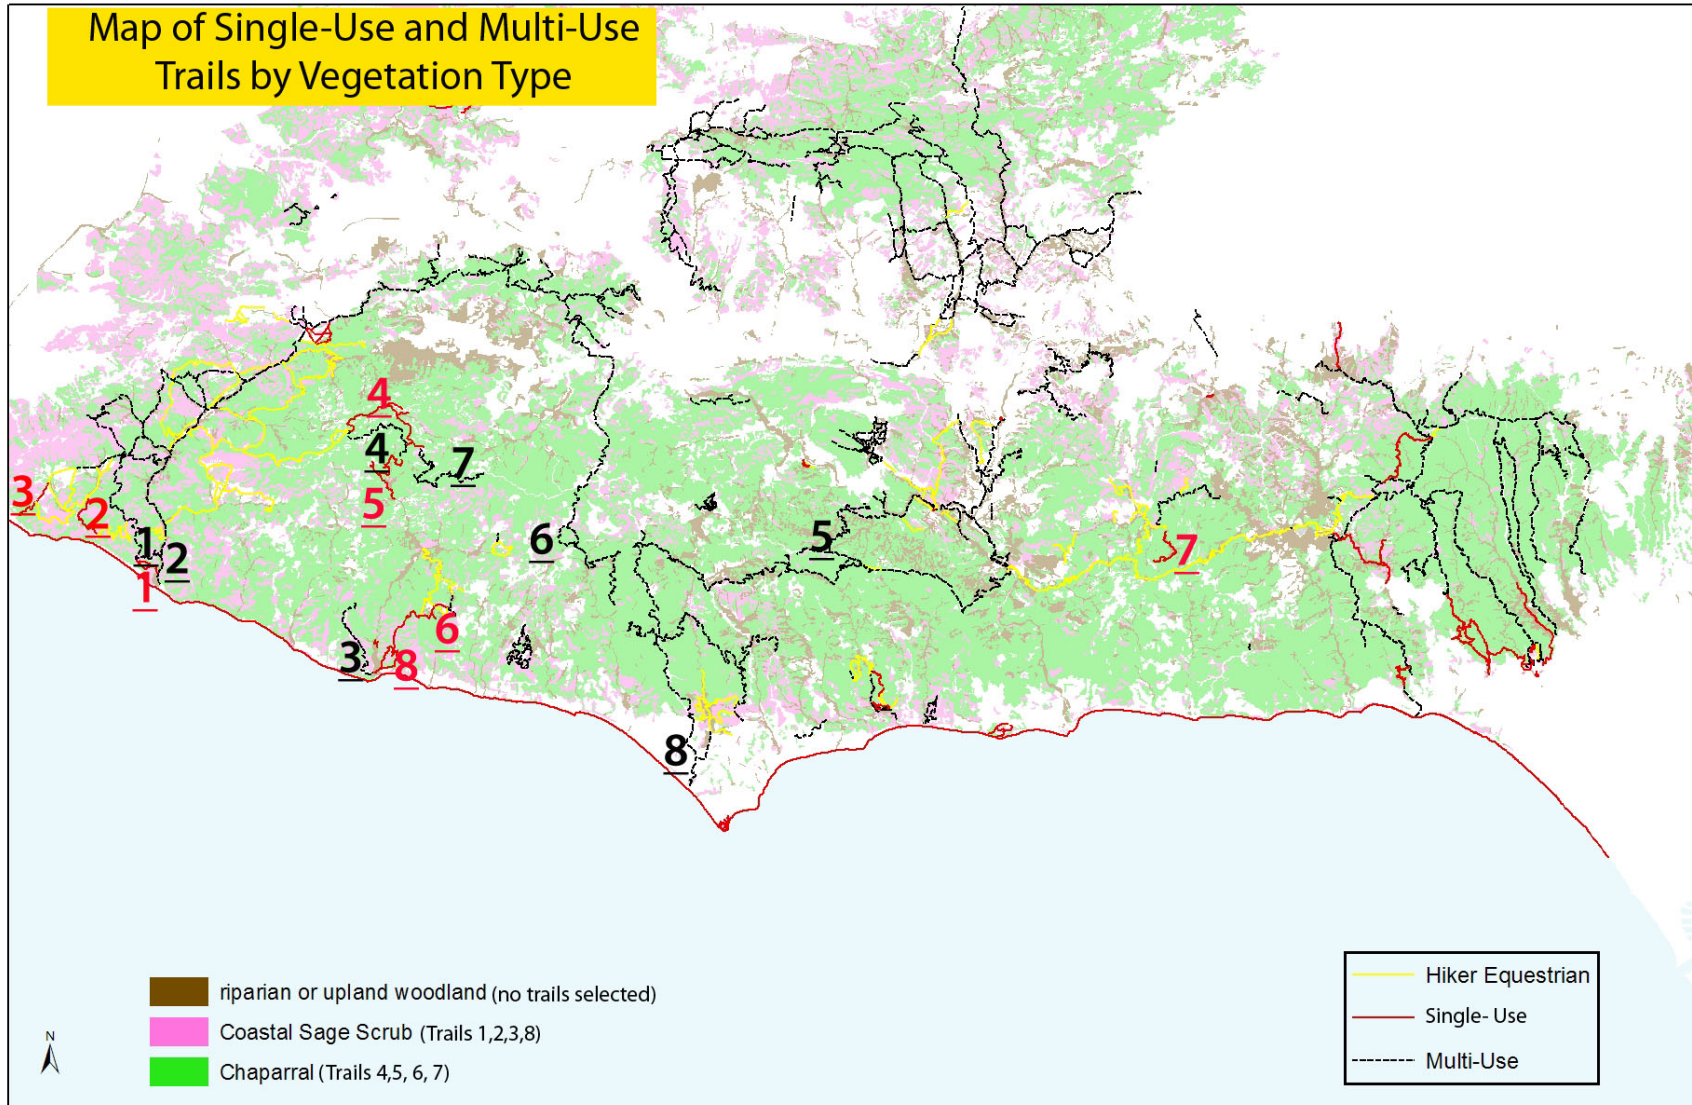 Map of Single-Use and Multi-Use
Trails by Vegetation Type
4
4
7
3
5
2
1
2
6
5
7
1
6
3
8
8
riparian or upland woodland (no trails selected)
Coastal Sage Scrub (Trails 1,2,3,8)
Chaparral (Trails 4,5, 6, 7)
N
Hiker Equestrian
Single- Use
Multi-Use